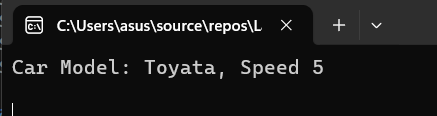 C:\Users\asus\source\repos\L
Car Model: Toyata, Speed 5